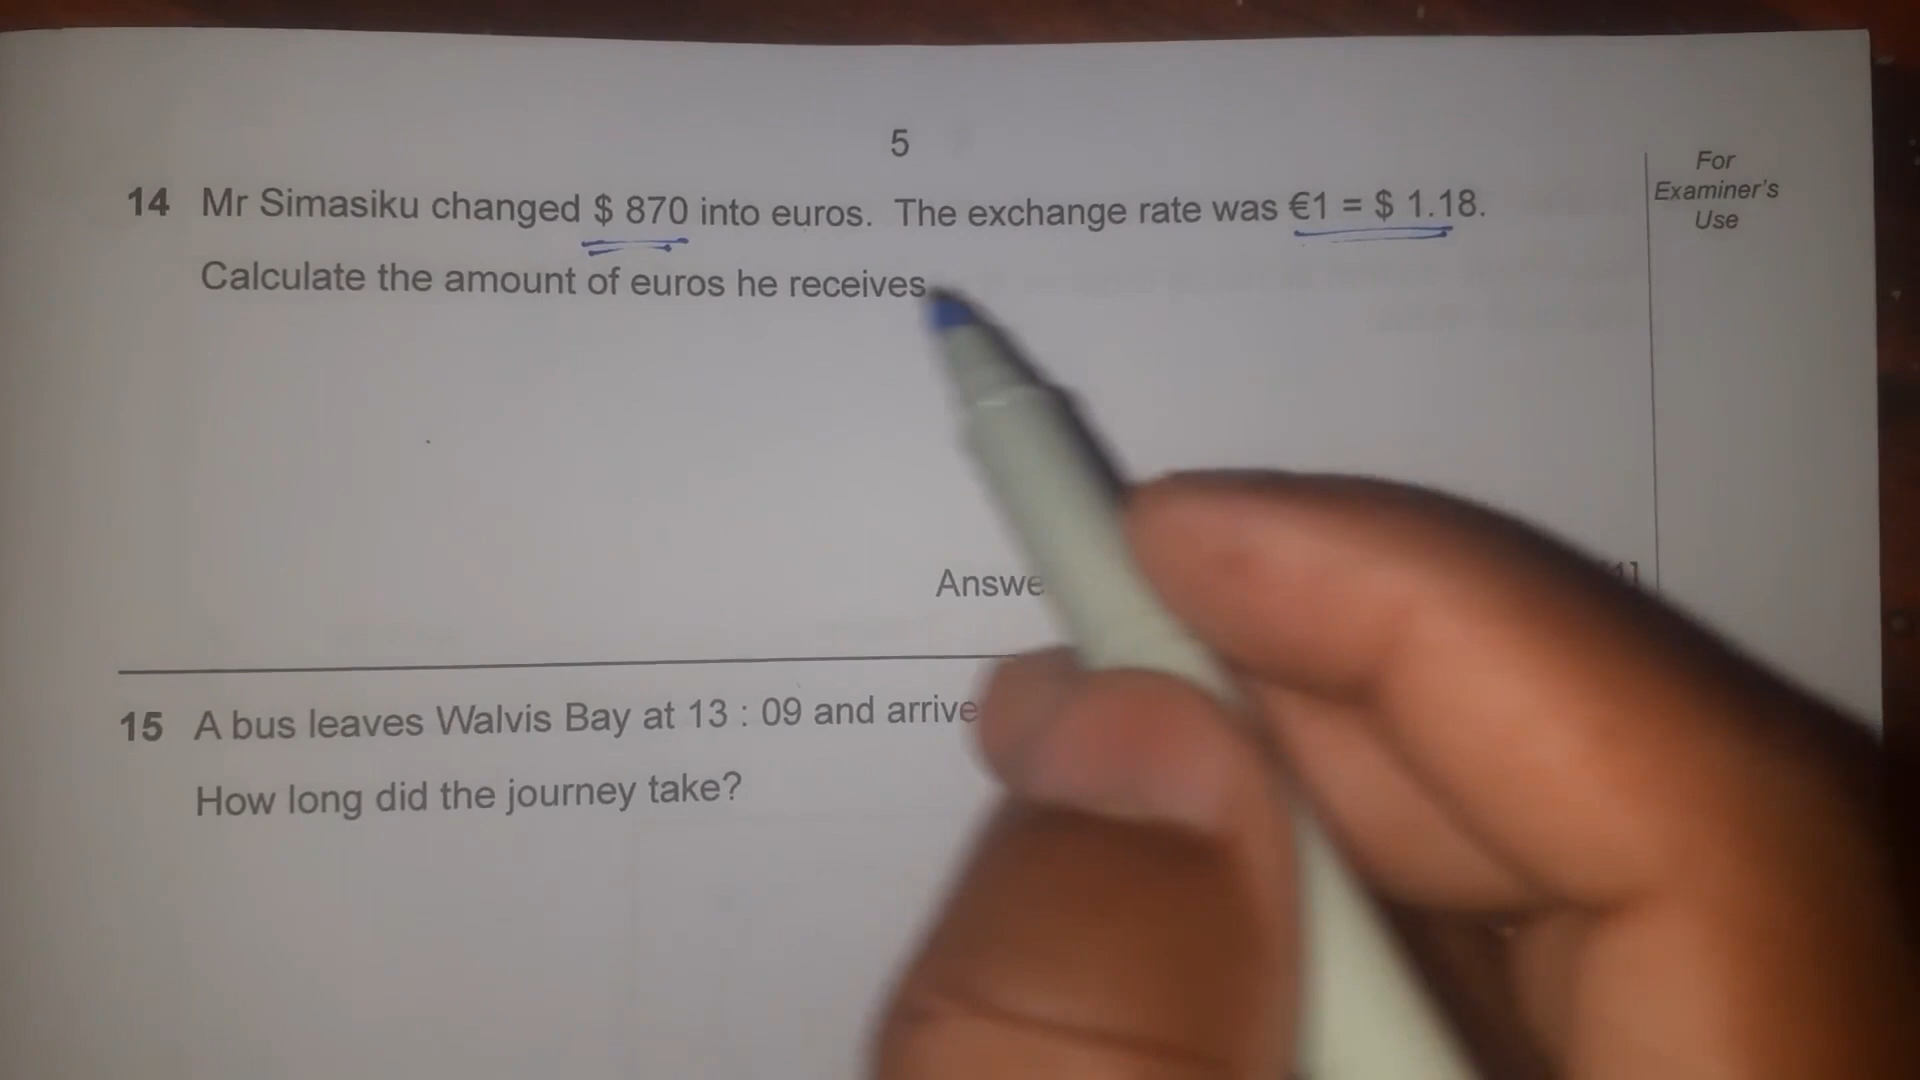 5
For
Examiner's
Use
14 Mr Simasiku changed $ 870 into euros. The exchange rate was €1 = $ 1.18.
Calculate the amount of euros he receives
Answe
15 A bus leaves Walvis Bay at 13 : 09 and arrive
How long did the journey take?